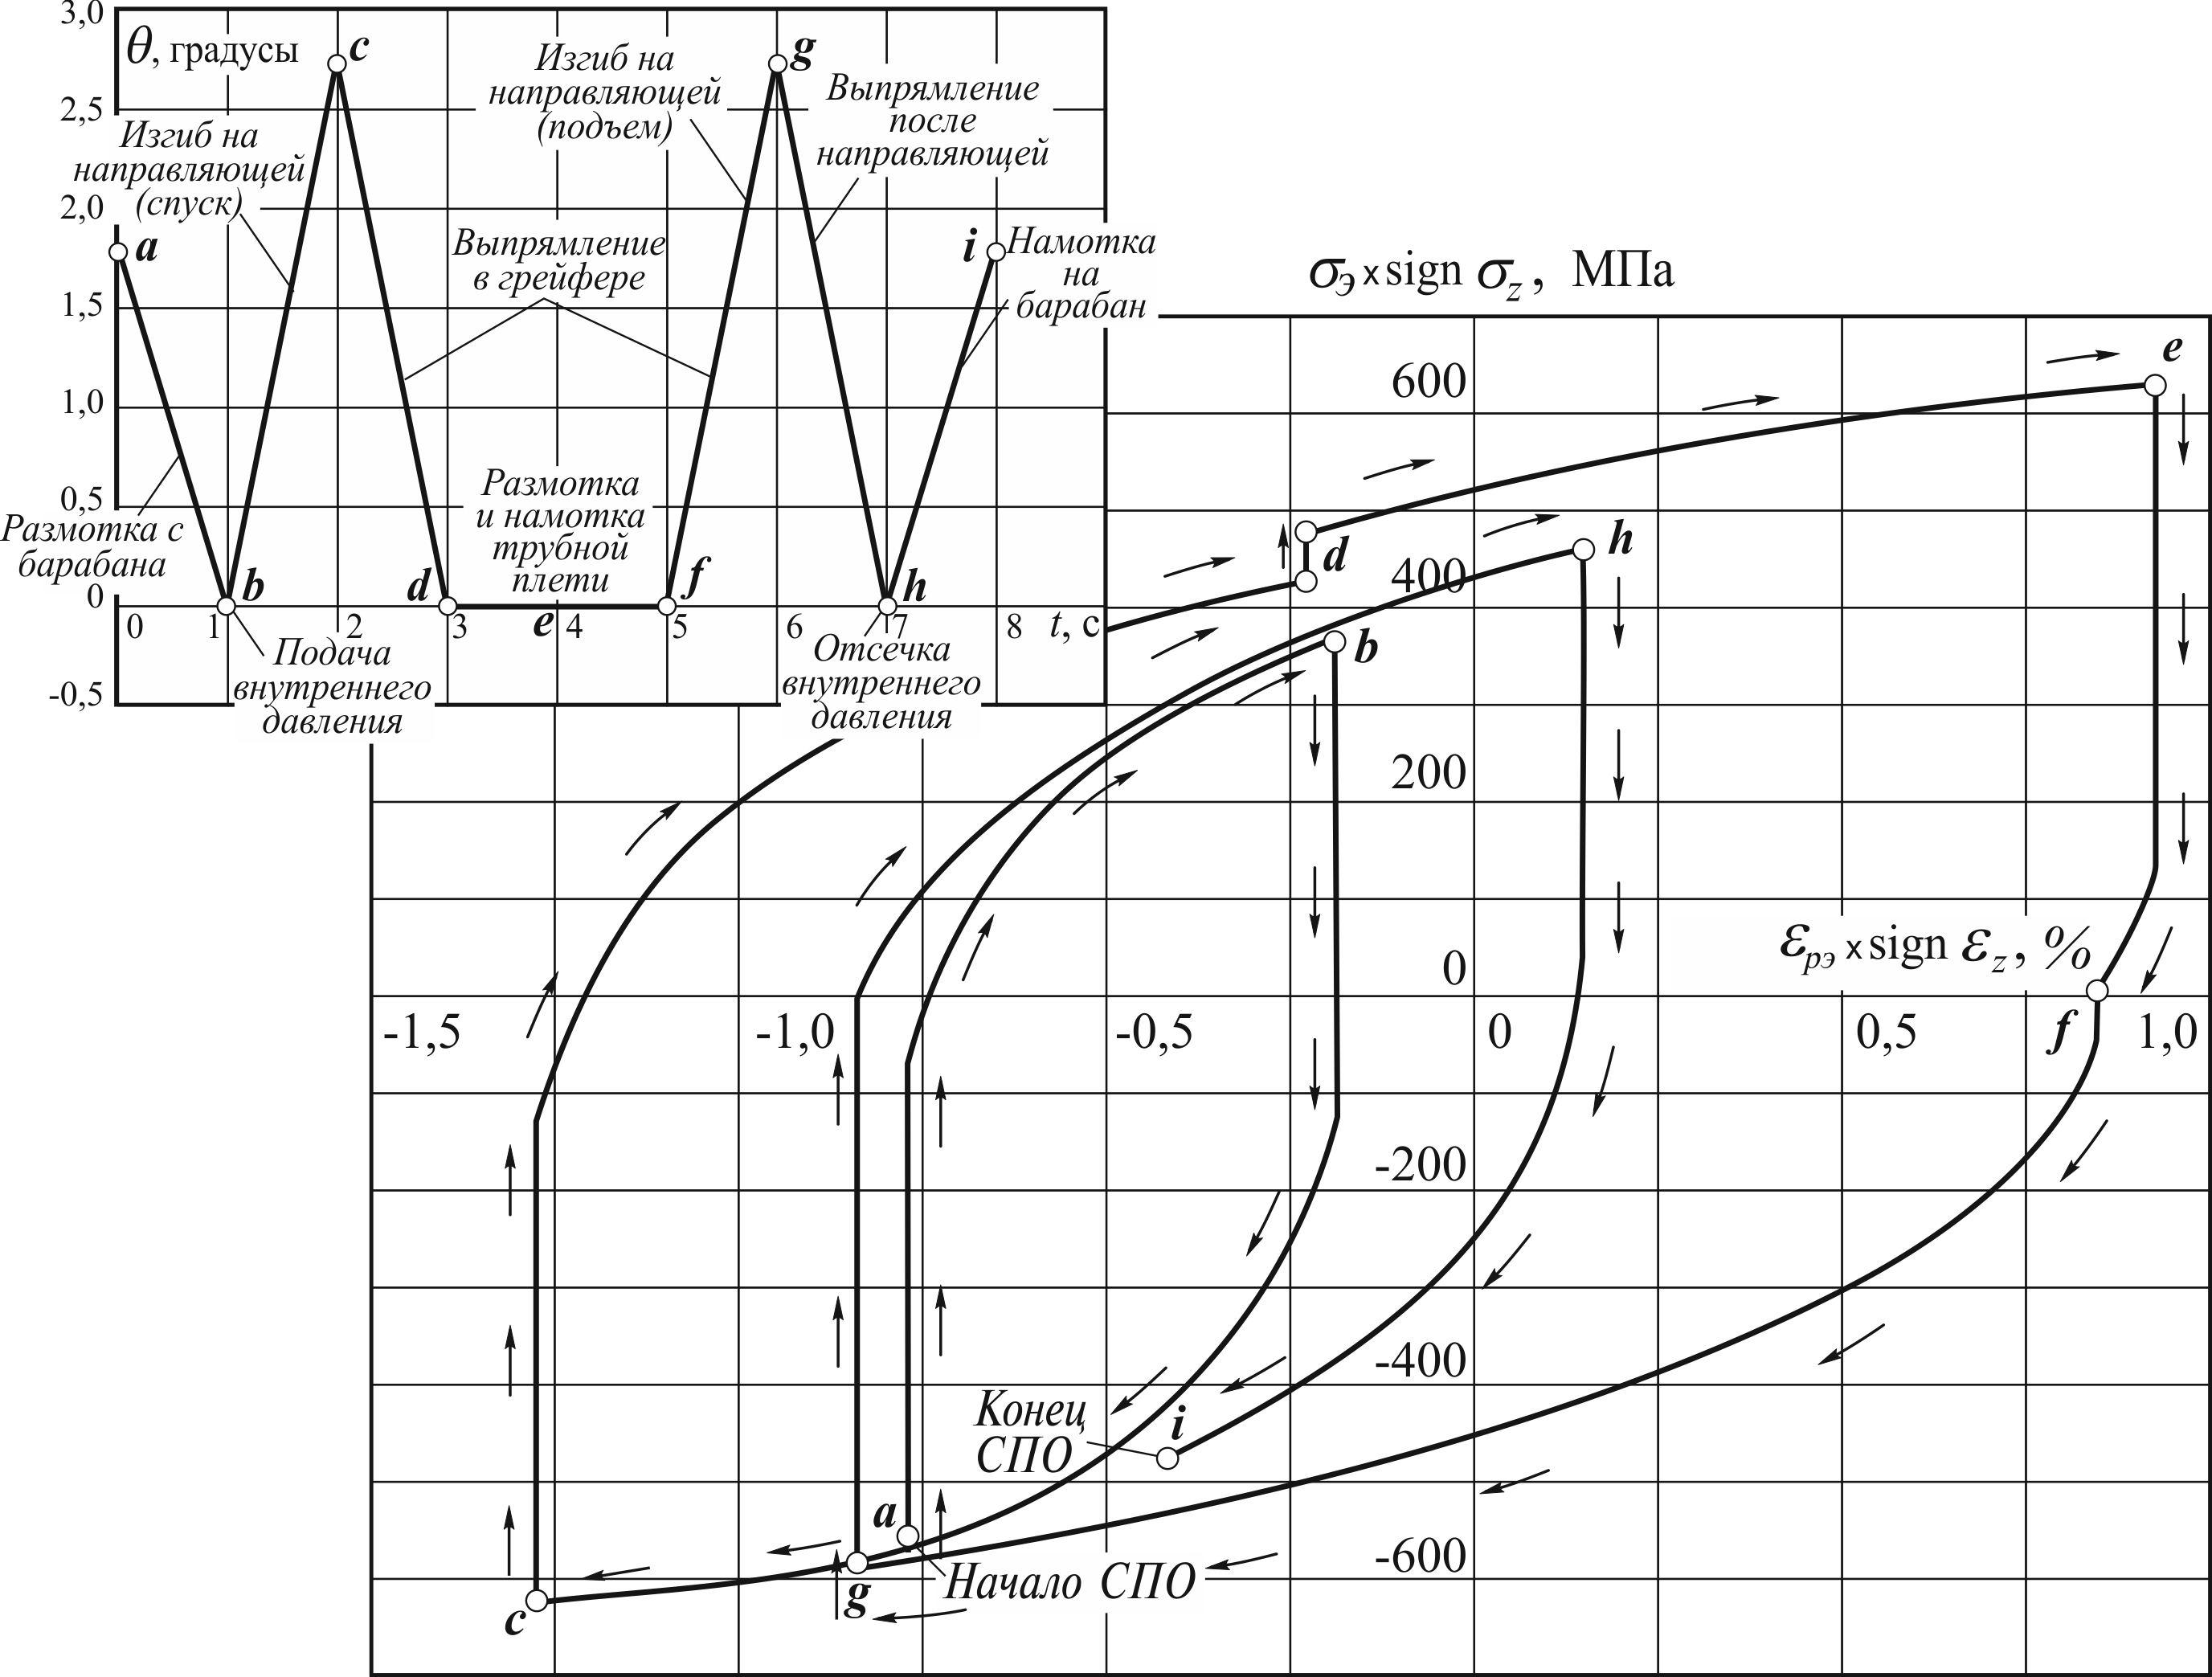 3,0
θ, градусы
c
g
Изгиб на
направляющей
(подъем)
Выпрямление
после
направляющей
2,5
Изгиб на
направляющей
(спуск)
2,0
a
Выпрямление
в грейфере
i
Намотка
на
барабан
1,5
1,0
0,5
Размотка с
барабана
Размотка
и намотка
трубной
плети
0
b
d
e
f
h
0 1 2 3 4 5 6 7 8 t, с
-0,5
Подача
внутреннего
давления
Отсечка
внутреннего
давления
σэ x sign σz, МПа
600
e
d
h
400
b
200
0
εрэ x sign εz, %
-1,5 -1,0 -0,5 0 0,5 1,0
f
-200
-400
Конец
СПО
i
a
-600
Начало СПО
g
c